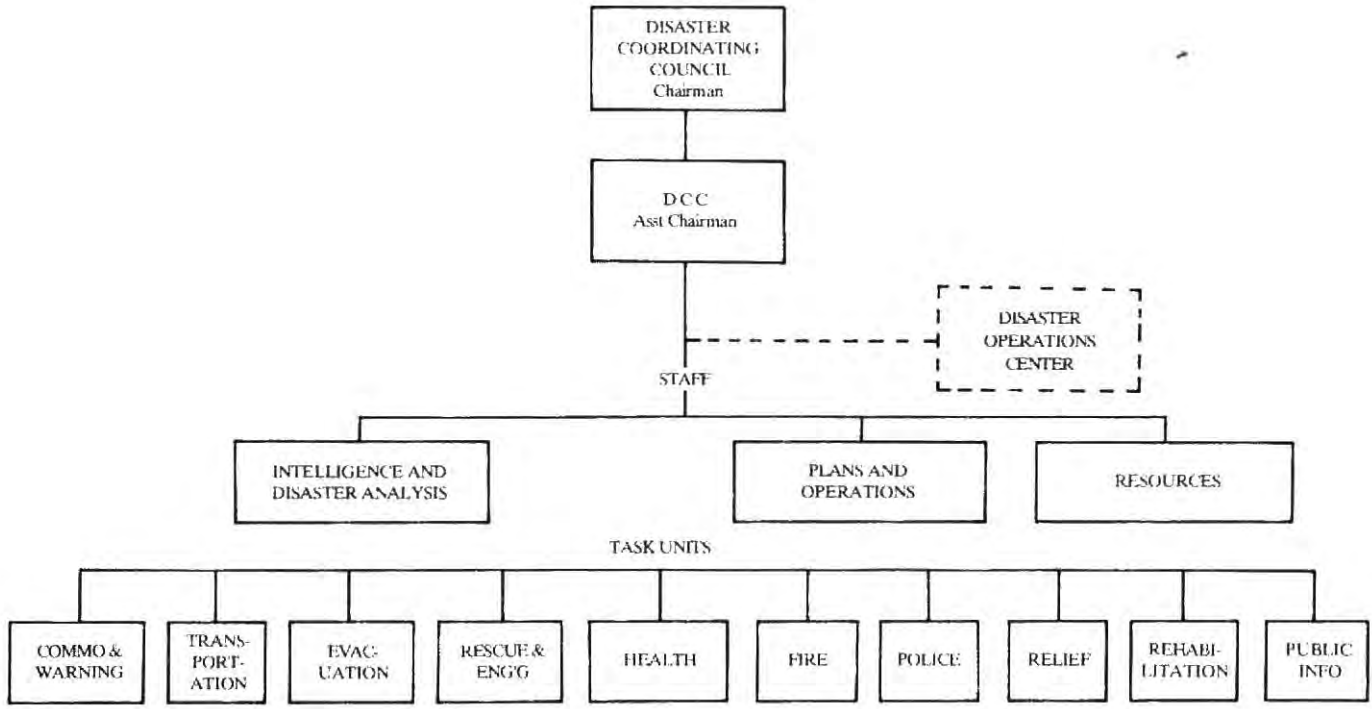 DISASTER
COORDINATING
COUNCIL
Chairman
D C C
Asst Chairman
DISASTER
OPERATIONS
CENTER
STAFF
INTELLIGENCE AND
DISASTER ANALYSIS
PLANS AND
OPERATIONS
RESOURCES
TASK UNITS
COMMO &
WARNING
TRANS-
PORT-
ATION
EVAC-
UATION
RESCUE &
ENG'G
HEALTH
FIRE
POLICE
RELIEF
REHABI-
LITATION
PUBLIC
INFO